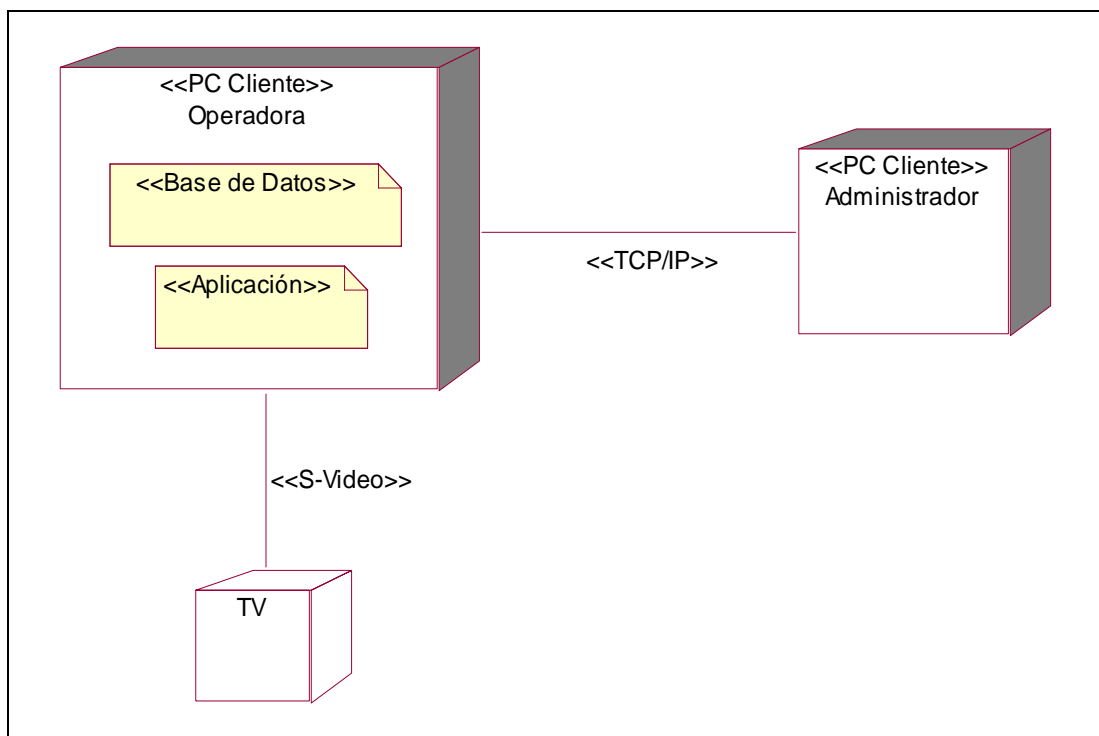 <<PC Cliente>>
Operadora
<<Base de Datos>>
<<Aplicación>>
<<TCP/IP>>
<<PC Cliente>>
Administrador
<<S-Video>>
TV